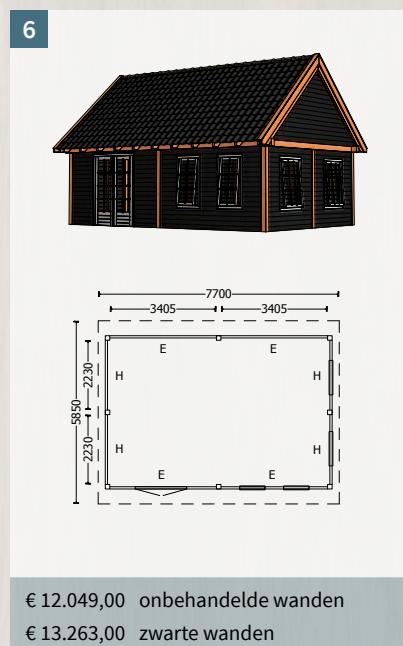 6
7700
3405 3405
E E
2230 H H
5850
2230 H H
E E
€ 12.049,00 onbehandelde wanden
€ 13.263,00 zwarte wanden